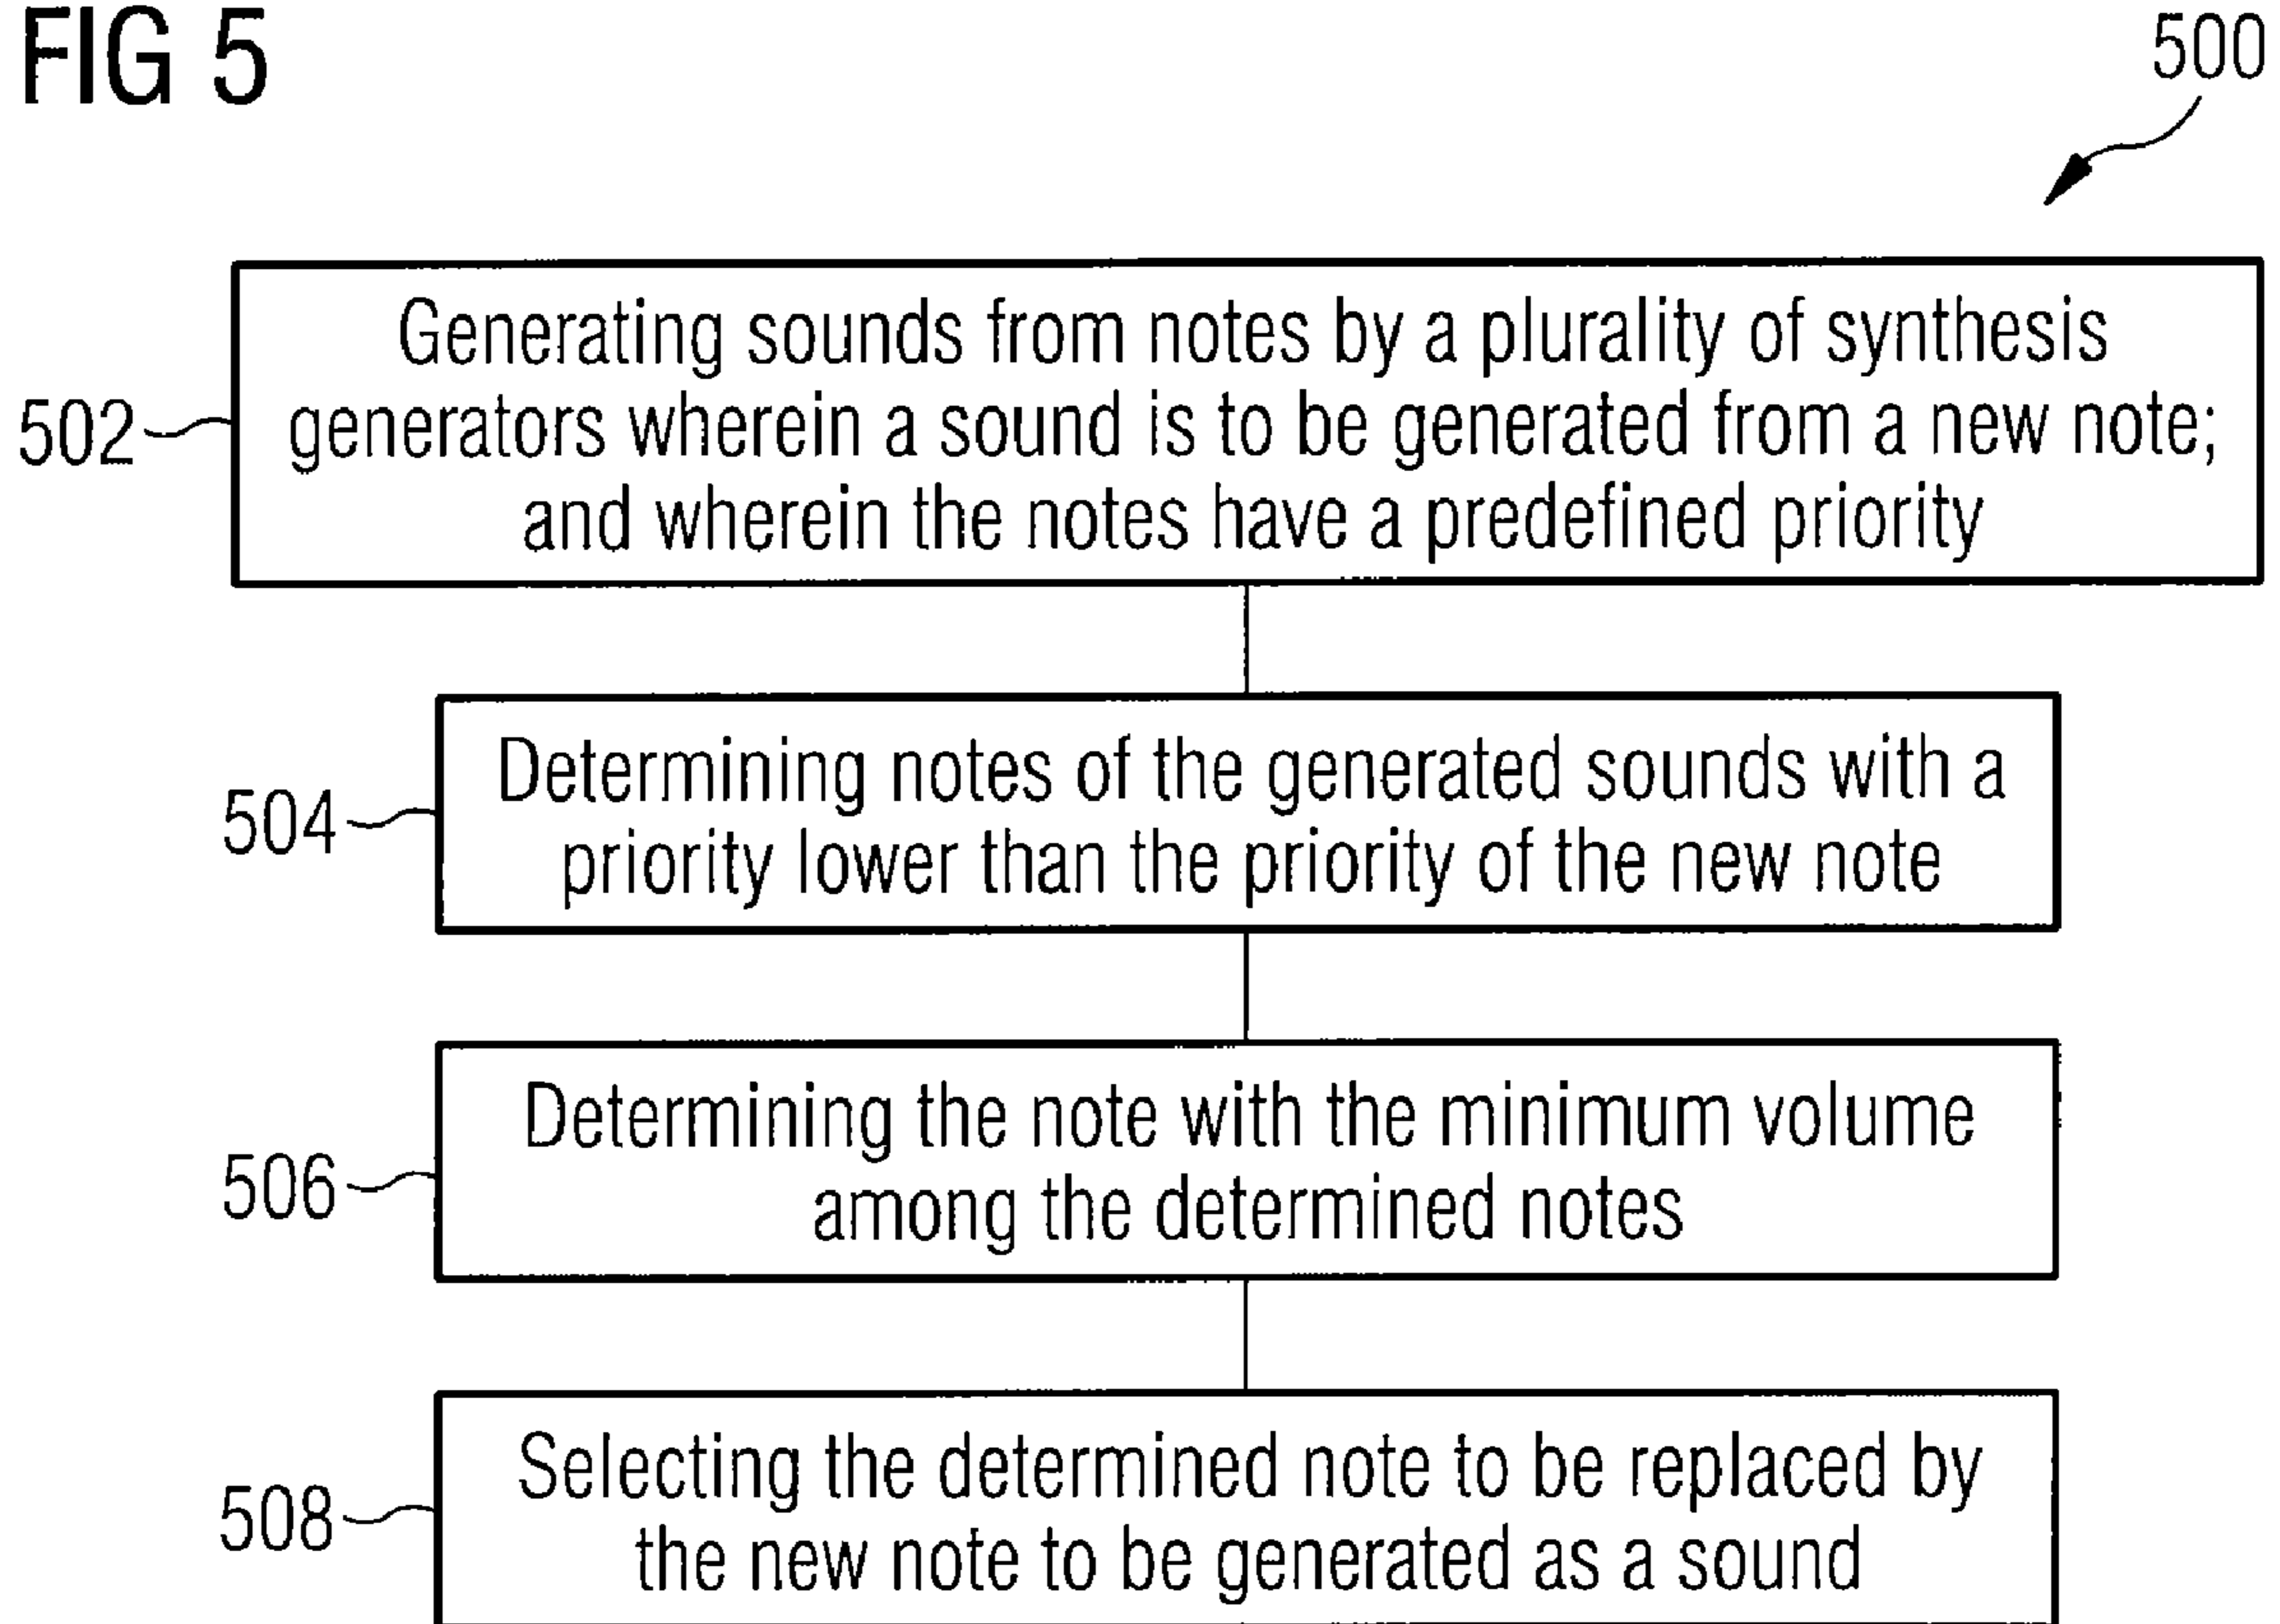 FIG 5
500
502
Generating sounds from notes by a plurality of synthesis
generators wherein a sound is to be generated from a new note;
and wherein the notes have a predefined priority
504
Determining notes of the generated sounds with a
priority lower than the priority of the new note
506
Determining the note with the minimum volume
among the determined notes
508
Selecting the determined note to be replaced by
the new note to be generated as a sound